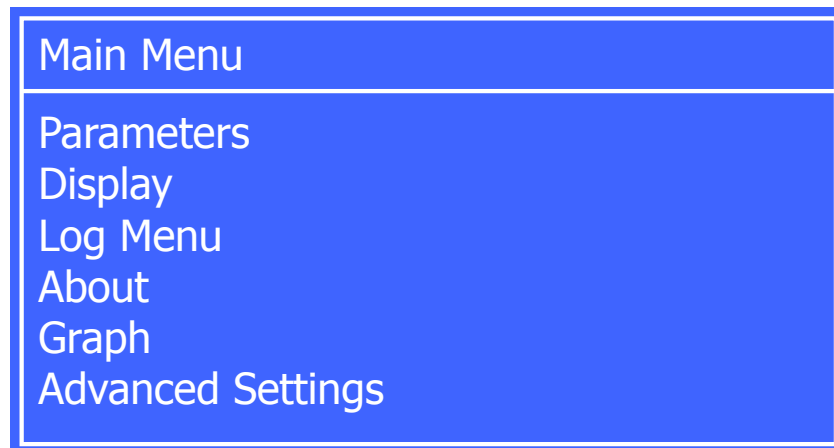 Main Menu
Parameters
Display
Log Menu
About
Graph
Advanced Settings